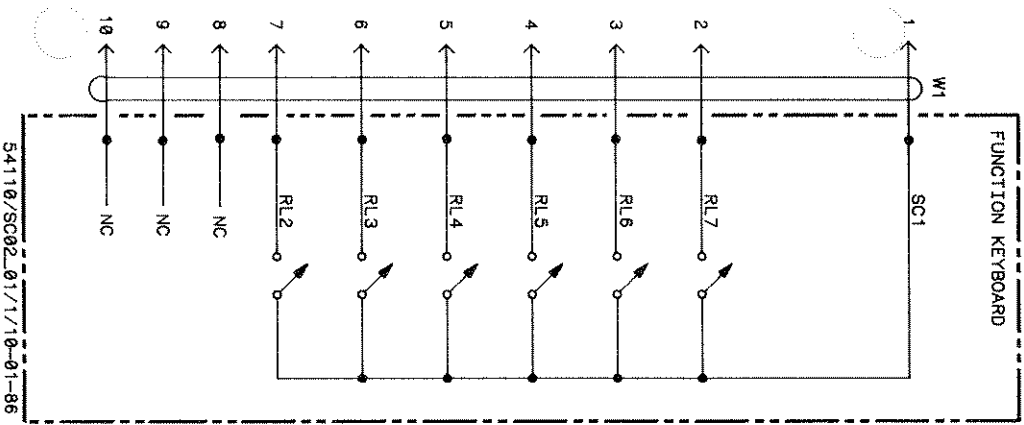 FUNCTION KEYBOARD
W1
1
2
3
4
5
6
7
8
9
10
SC1
RL7
RL6
RL5
RL4
RL3
RL2
NC
NC
NC
54110/SC02_01/1/10-01-86